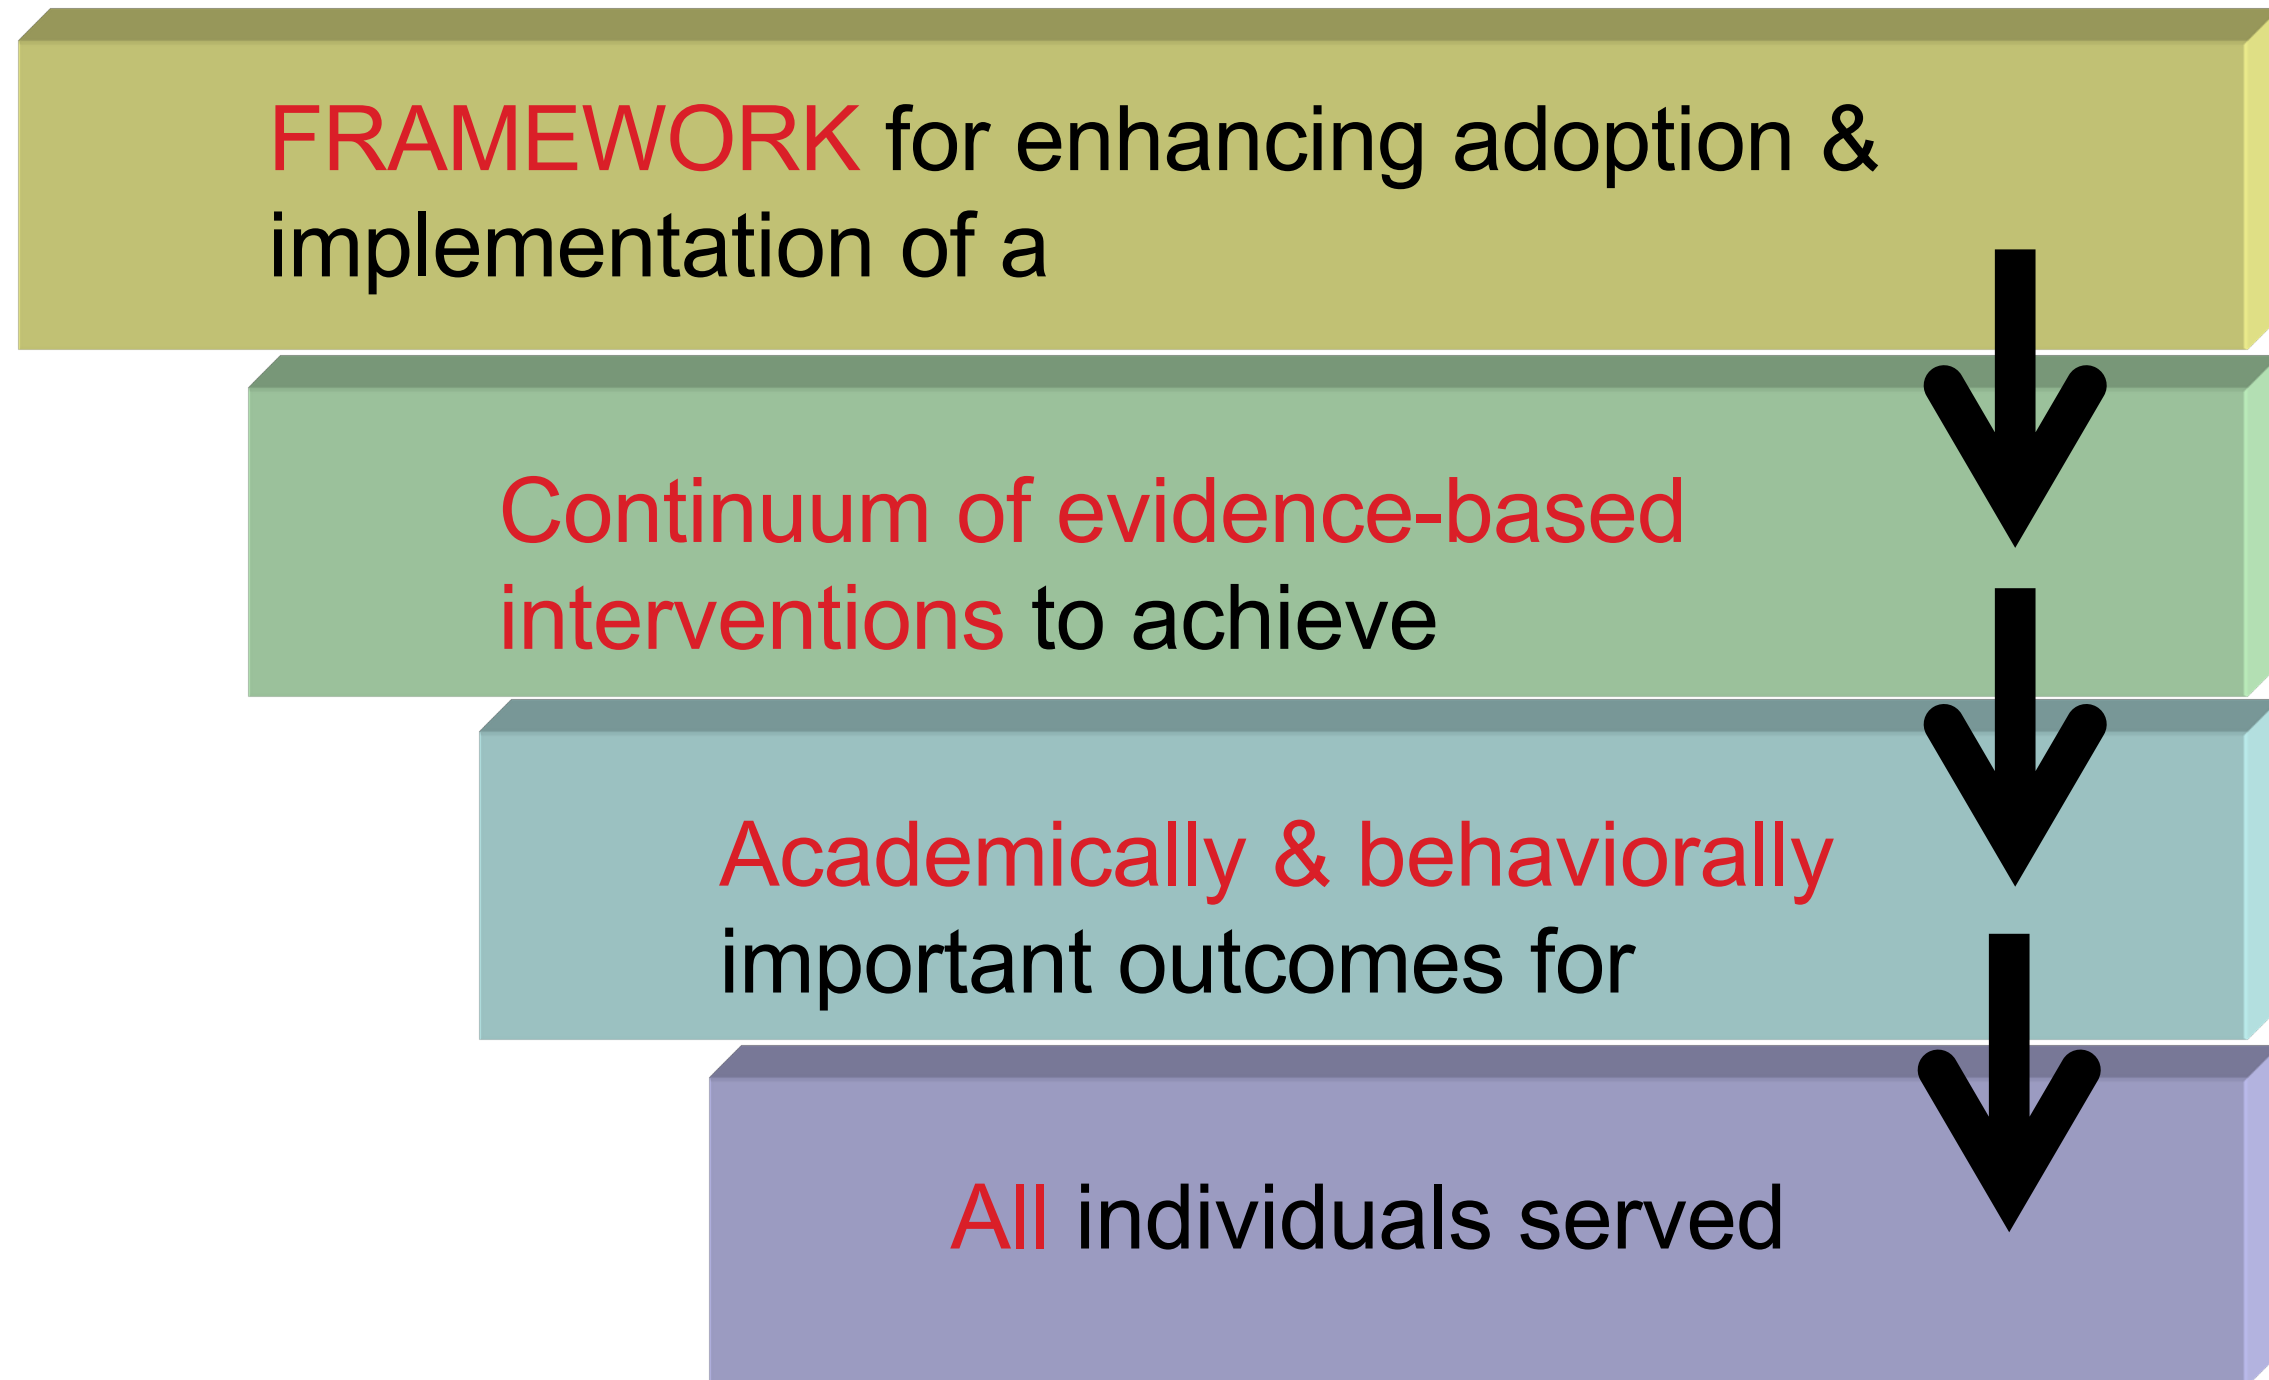 FRAMEWORK for enhancing adoption &
implementation of a
Continuum of evidence-based
interventions to achieve
Academically & behaviorally
important outcomes for
All individuals served